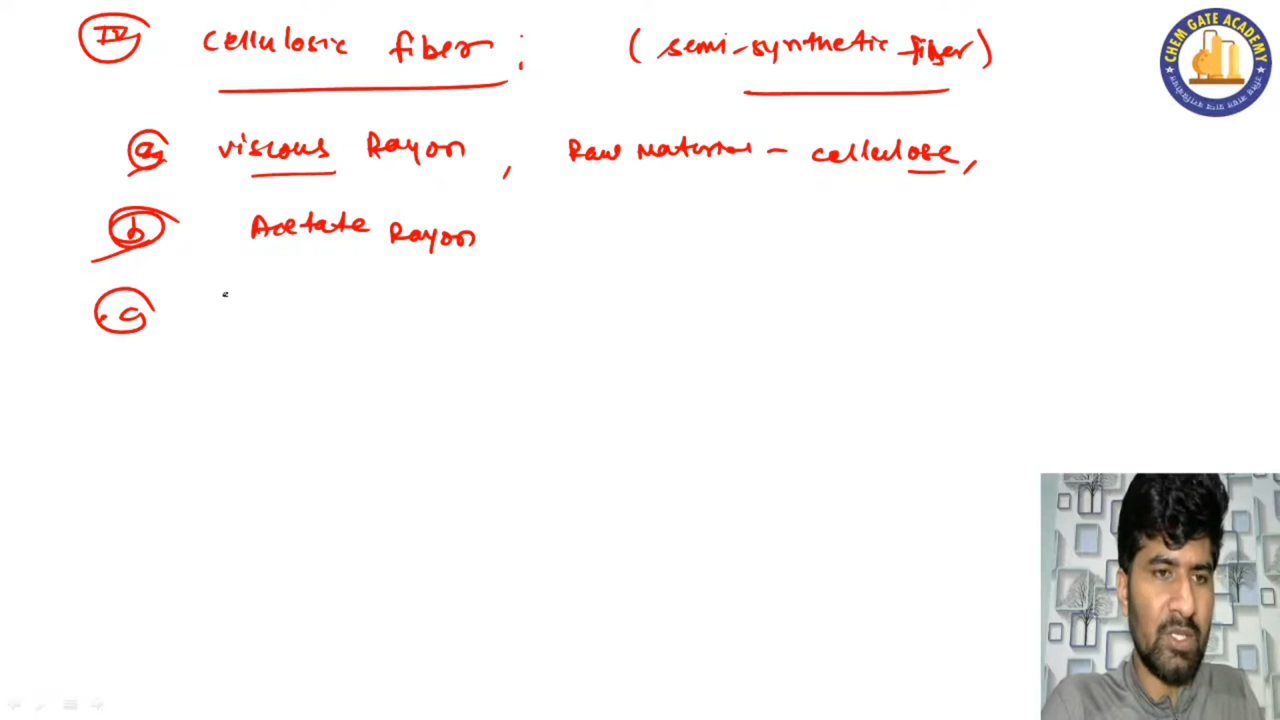 IV cellulosic fiber : (semi-synthetic fiber)
a viscous Rayon, Raw Material - cellulose,
b Acetate Rayon
c
CHEM GATE ACADEMY